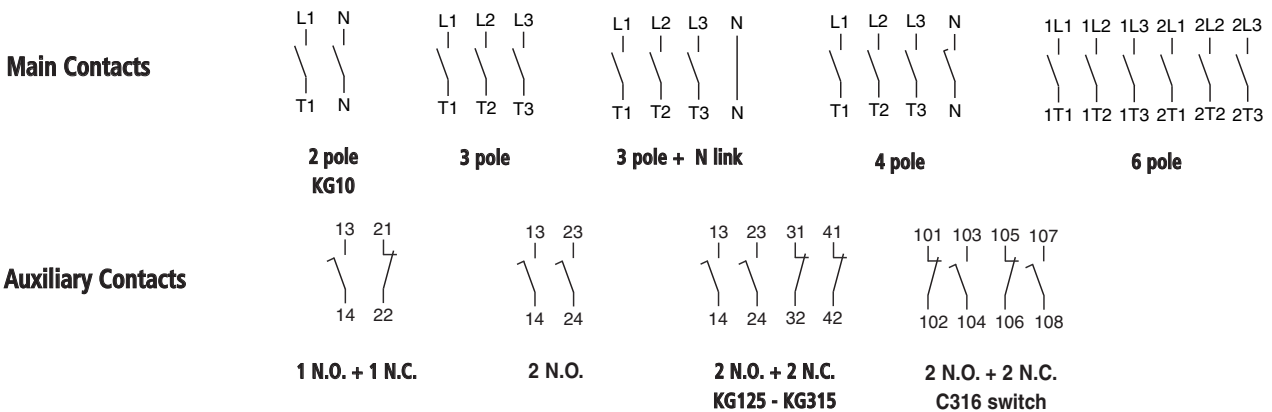 L1 N L1 L2 L3 L1 L2 L3 N L1 L2 L3 N 1L1 1L2 1L3 2L1 2L2 2L3
Main Contacts
T1 N T1 T2 T3 T1 T2 T3 N T1 T2 T3 N 1T1 1T2 1T3 2T1 2T2 2T3
2 pole 3 pole 3 pole + N link 4 pole 6 pole
KG10
13 21 13 23 13 23 31 41 101 103 105 107
Auxiliary Contacts
14 22 14 24 14 24 32 42 102 104 106 108
1 N.O. + 1 N.C. 2 N.O. 2 N.O. + 2 N.C. 2 N.O. + 2 N.C.
KG125 - KG315 C316 switch